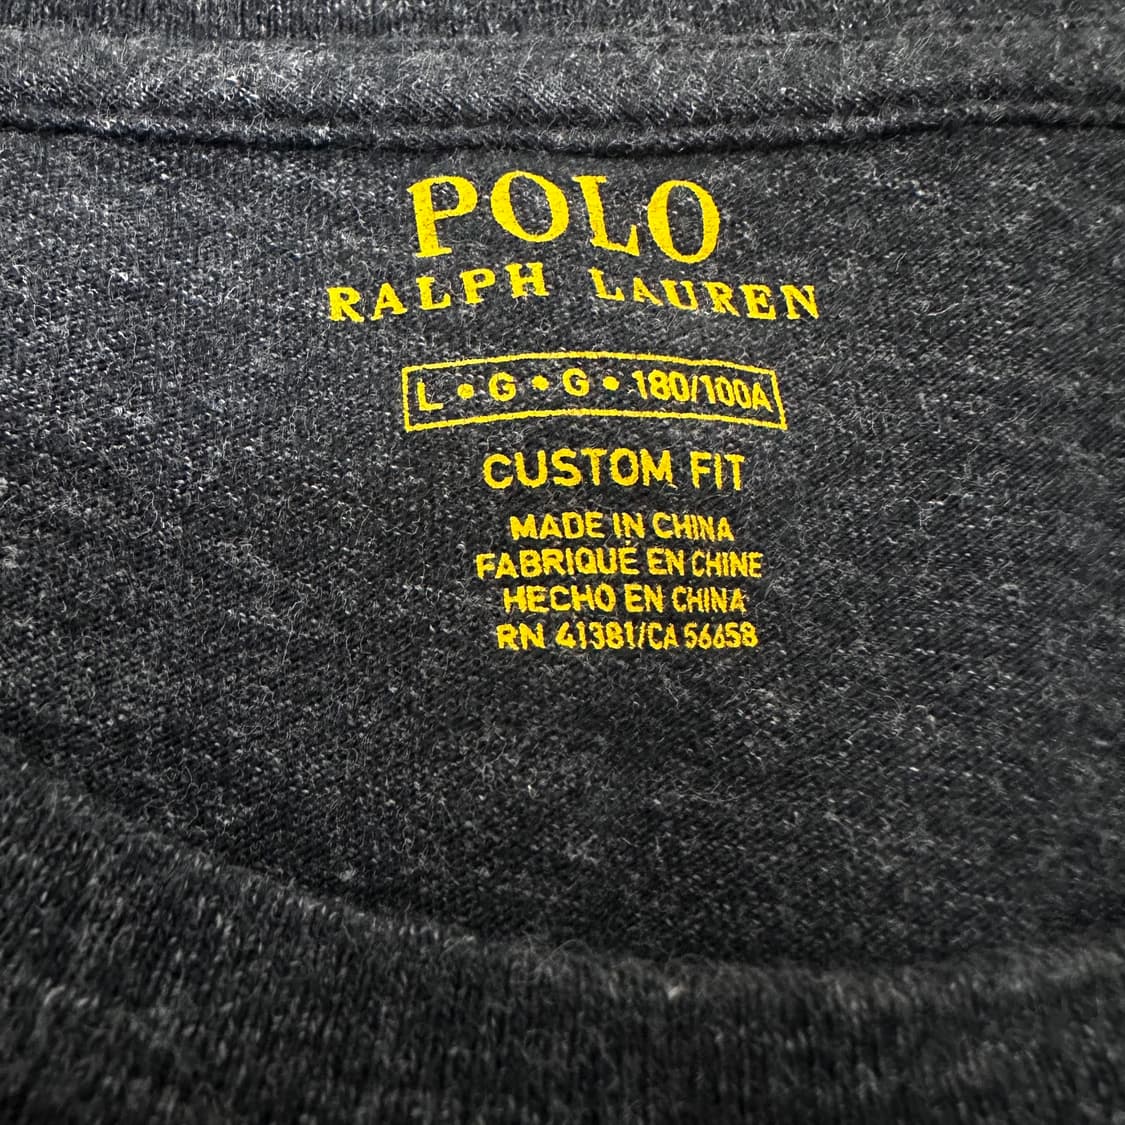 POLO
RALPH LAUREN
L • G • G • 180/100A
CUSTOM FIT
MADE IN CHINA
FABRIQUÉ EN CHINE
HECHO EN CHINA
RN 41381/CA 56658